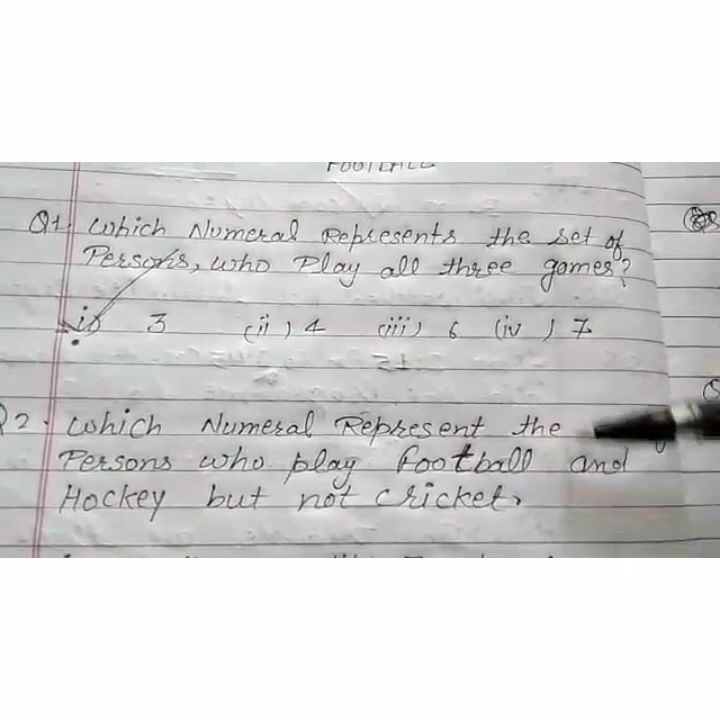 FOOTBALL
Q1. Which Numeral Represents the set of
Persons, who Play all three games?
(i) 3 (ii) 4 (iii) 6 (iv) 7
Q2. Which Numeral Represent the
Persons who play football and
Hockey but not cricket.